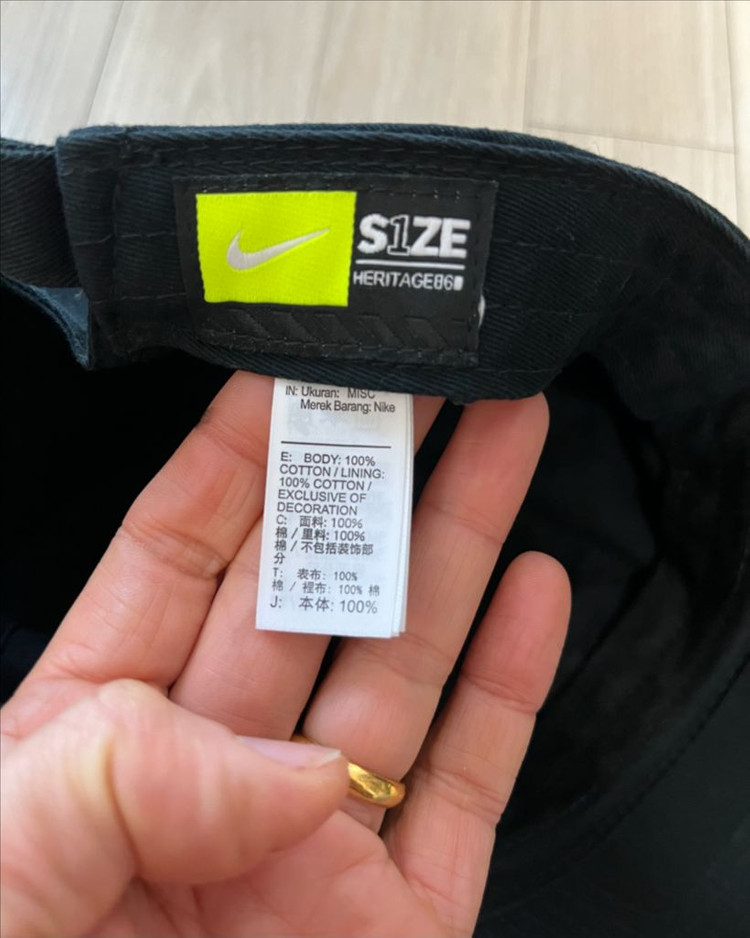 S1ZE
HERITAGE86
IN: Ukuran: MISC
Merek Barang: Nike
E: BODY: 100%
COTTON / LINING:
100% COTTON /
EXCLUSIVE OF
DECORATION
C: 面料: 100%
棉 / 里料: 100%
棉 / 不包括装饰部
分
T: 表布: 100%
棉 / 裡布: 100% 棉
J: 本体: 100%